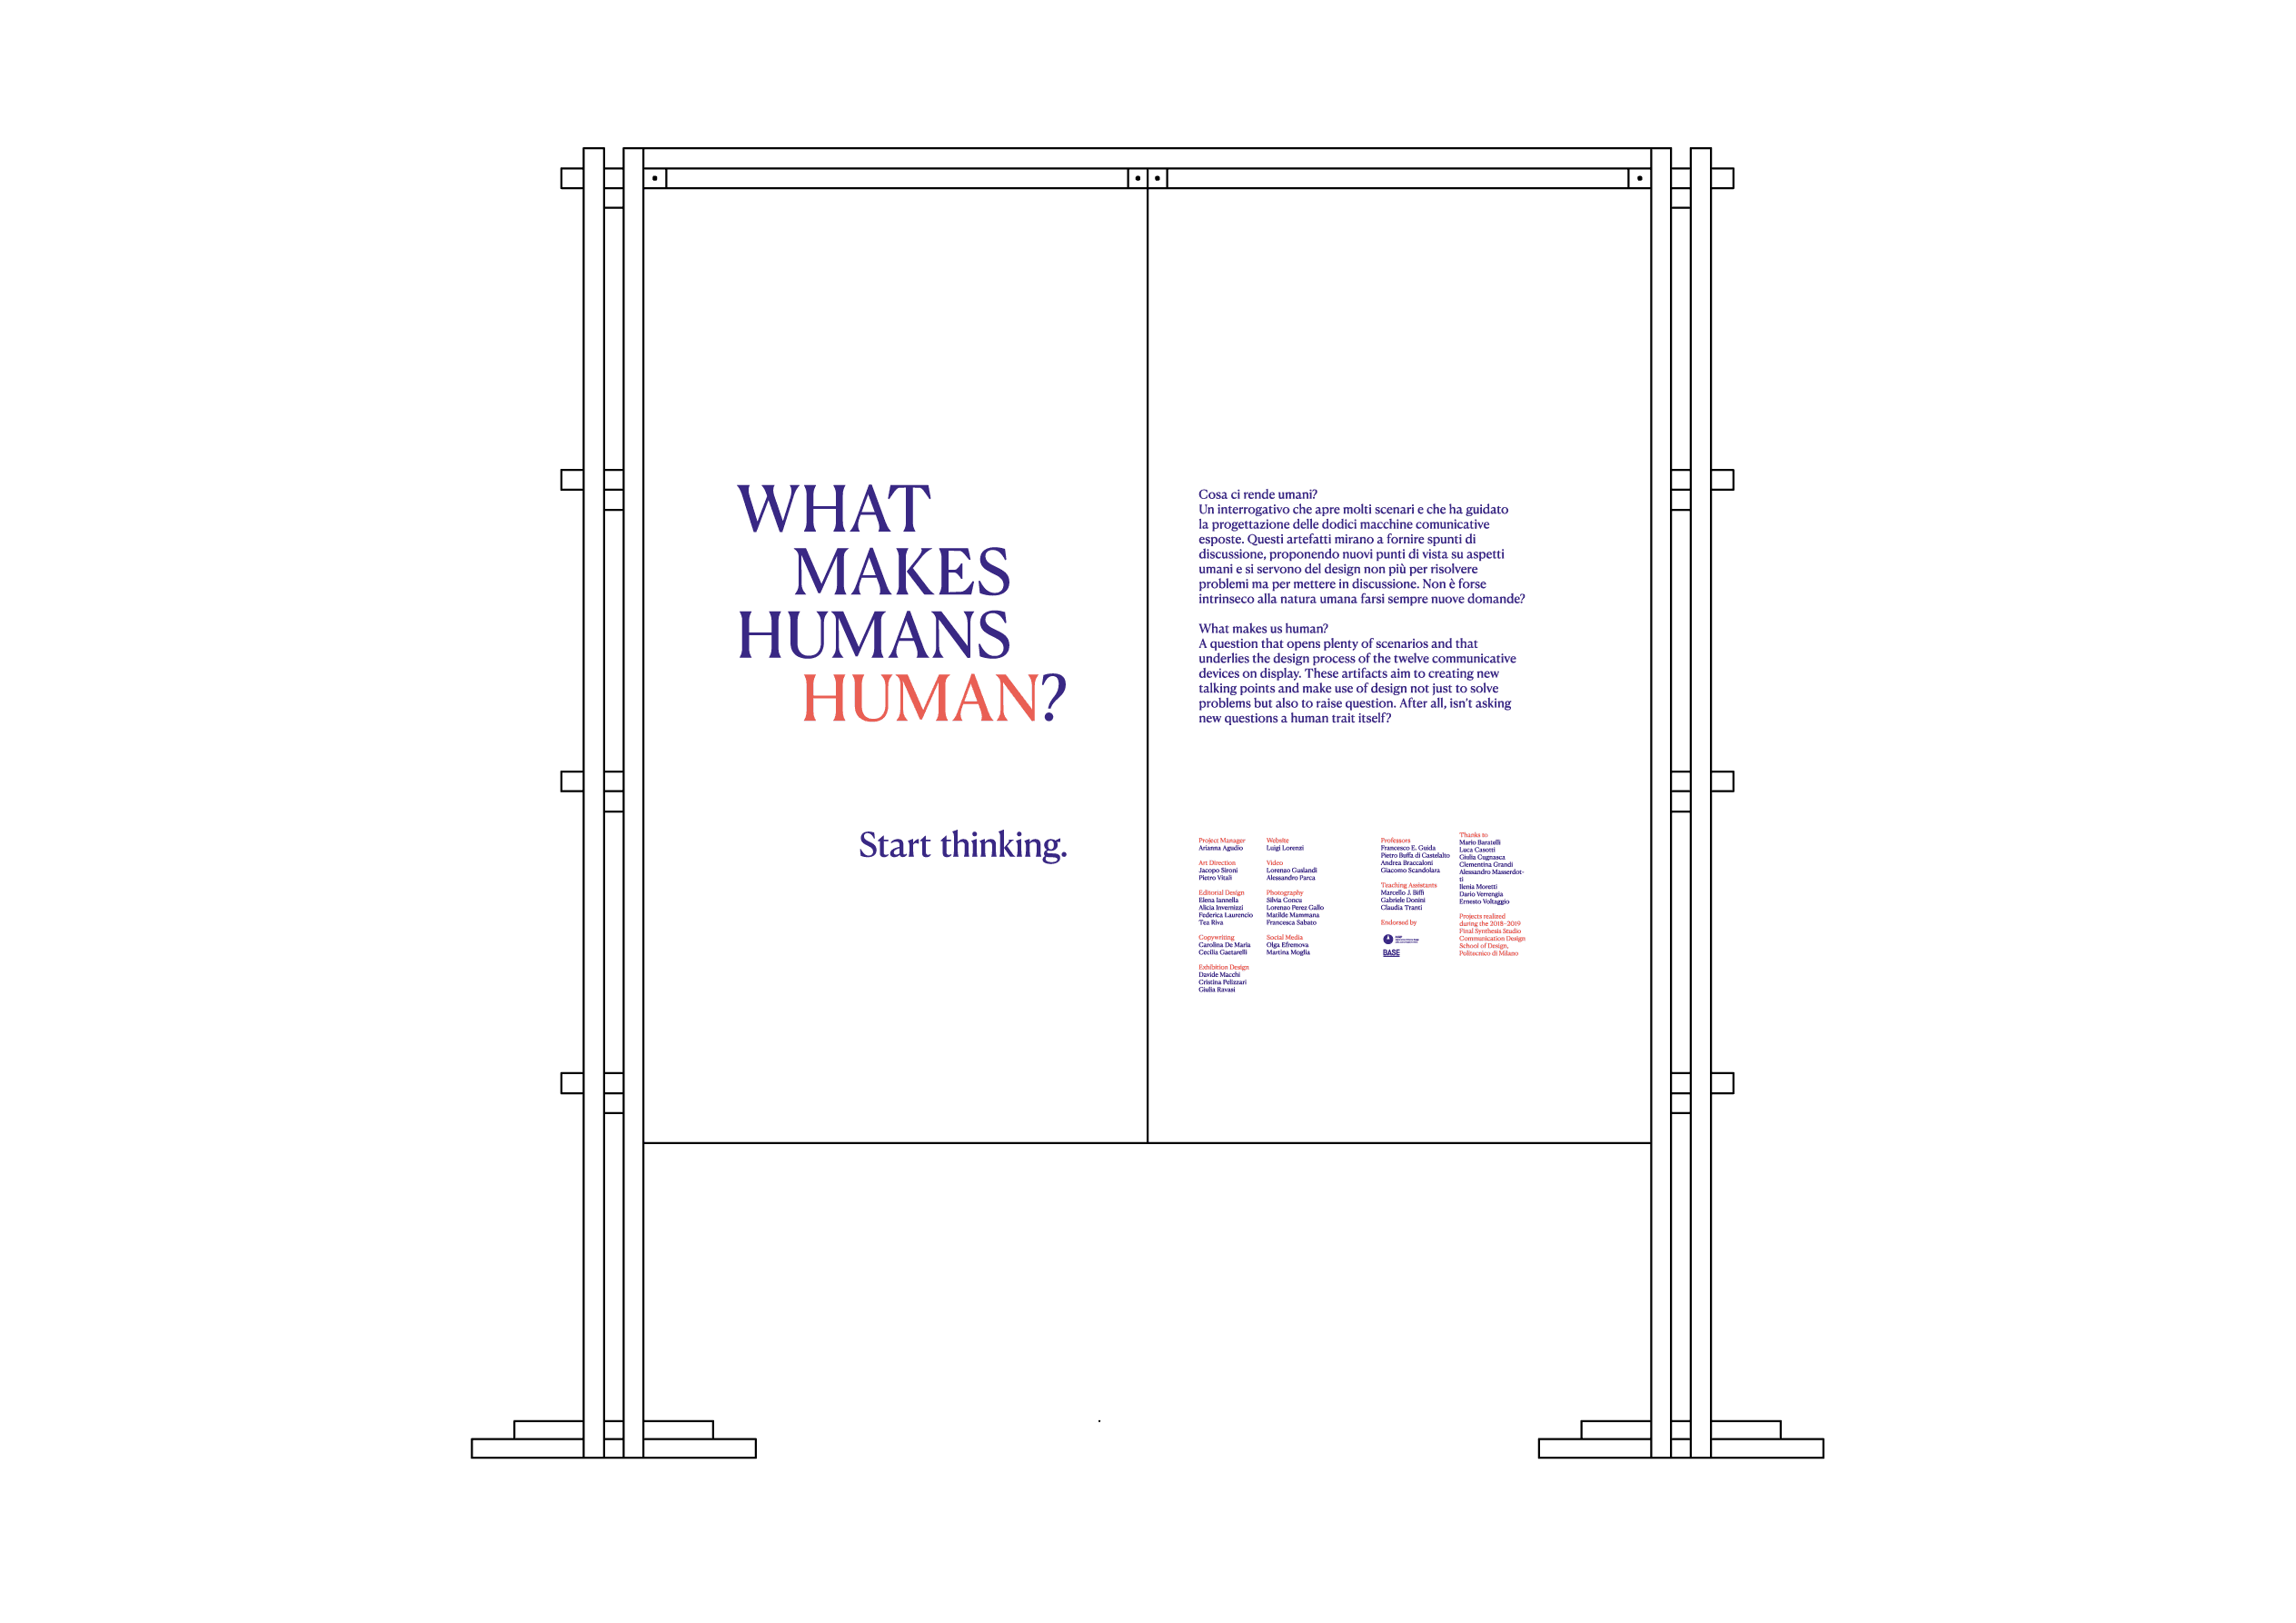 WHAT
MAKES
HUMANS
HUMAN?
Start thinking.
Cosa ci rende umani?
Un interrogativo che apre molti scenari e che ha guidato
la progettazione delle dodici macchine comunicative
esposte. Questi artefatti mirano a fornire spunti di
discussione, proponendo nuovi punti di vista su aspetti
umani e si servono del design non più per risolvere
problemi ma per mettere in discussione. Non è forse
intrinseco alla natura umana farsi sempre nuove domande?
What makes us human?
A question that opens plenty of scenarios and that
underlies the design process of the twelve communicative
devices on display. These artifacts aim to creating new
talking points and make use of design not just to solve
problems but also to raise question. After all, isn't asking
new questions a human trait itself?
Project Manager
Arianna Agudio
Art Direction
Jacopo Sironi
Pietro Vitali
Editorial Design
Elena Iannella
Alicia Invernizzi
Federica Laurencio
Tea Riva
Copywriting
Carolina De Maria
Cecilia Gaetarelli
Exhibition Design
Davide Macchi
Cristina Pelizzari
Giulia Ravasi
Website
Luigi Lorenzi
Video
Lorenzo Guslandi
Alessandro Parca
Photography
Silvia Concu
Lorenzo Perez Gallo
Matilde Mammana
Francesca Sabato
Social Media
Olga Efremova
Martina Moglia
Professors
Francesco E. Guida
Pietro Buffa di Castelalto
Andrea Braccaloni
Giacomo Scandolara
Teaching Assistants
Marcello J. Biffi
Gabriele Donini
Claudia Tranti
Endorsed by
BASE
Thanks to
Mario Baratelli
Luca Casotti
Giulia Cugnasca
Clementina Grandi
Alessandro Masserdot-
ti
Ilenia Moretti
Dario Verrengia
Ernesto Voltaggio
Projects realized
during the 2018-2019
Final Synthesis Studio
Communication Design
School of Design,
Politecnico di Milano